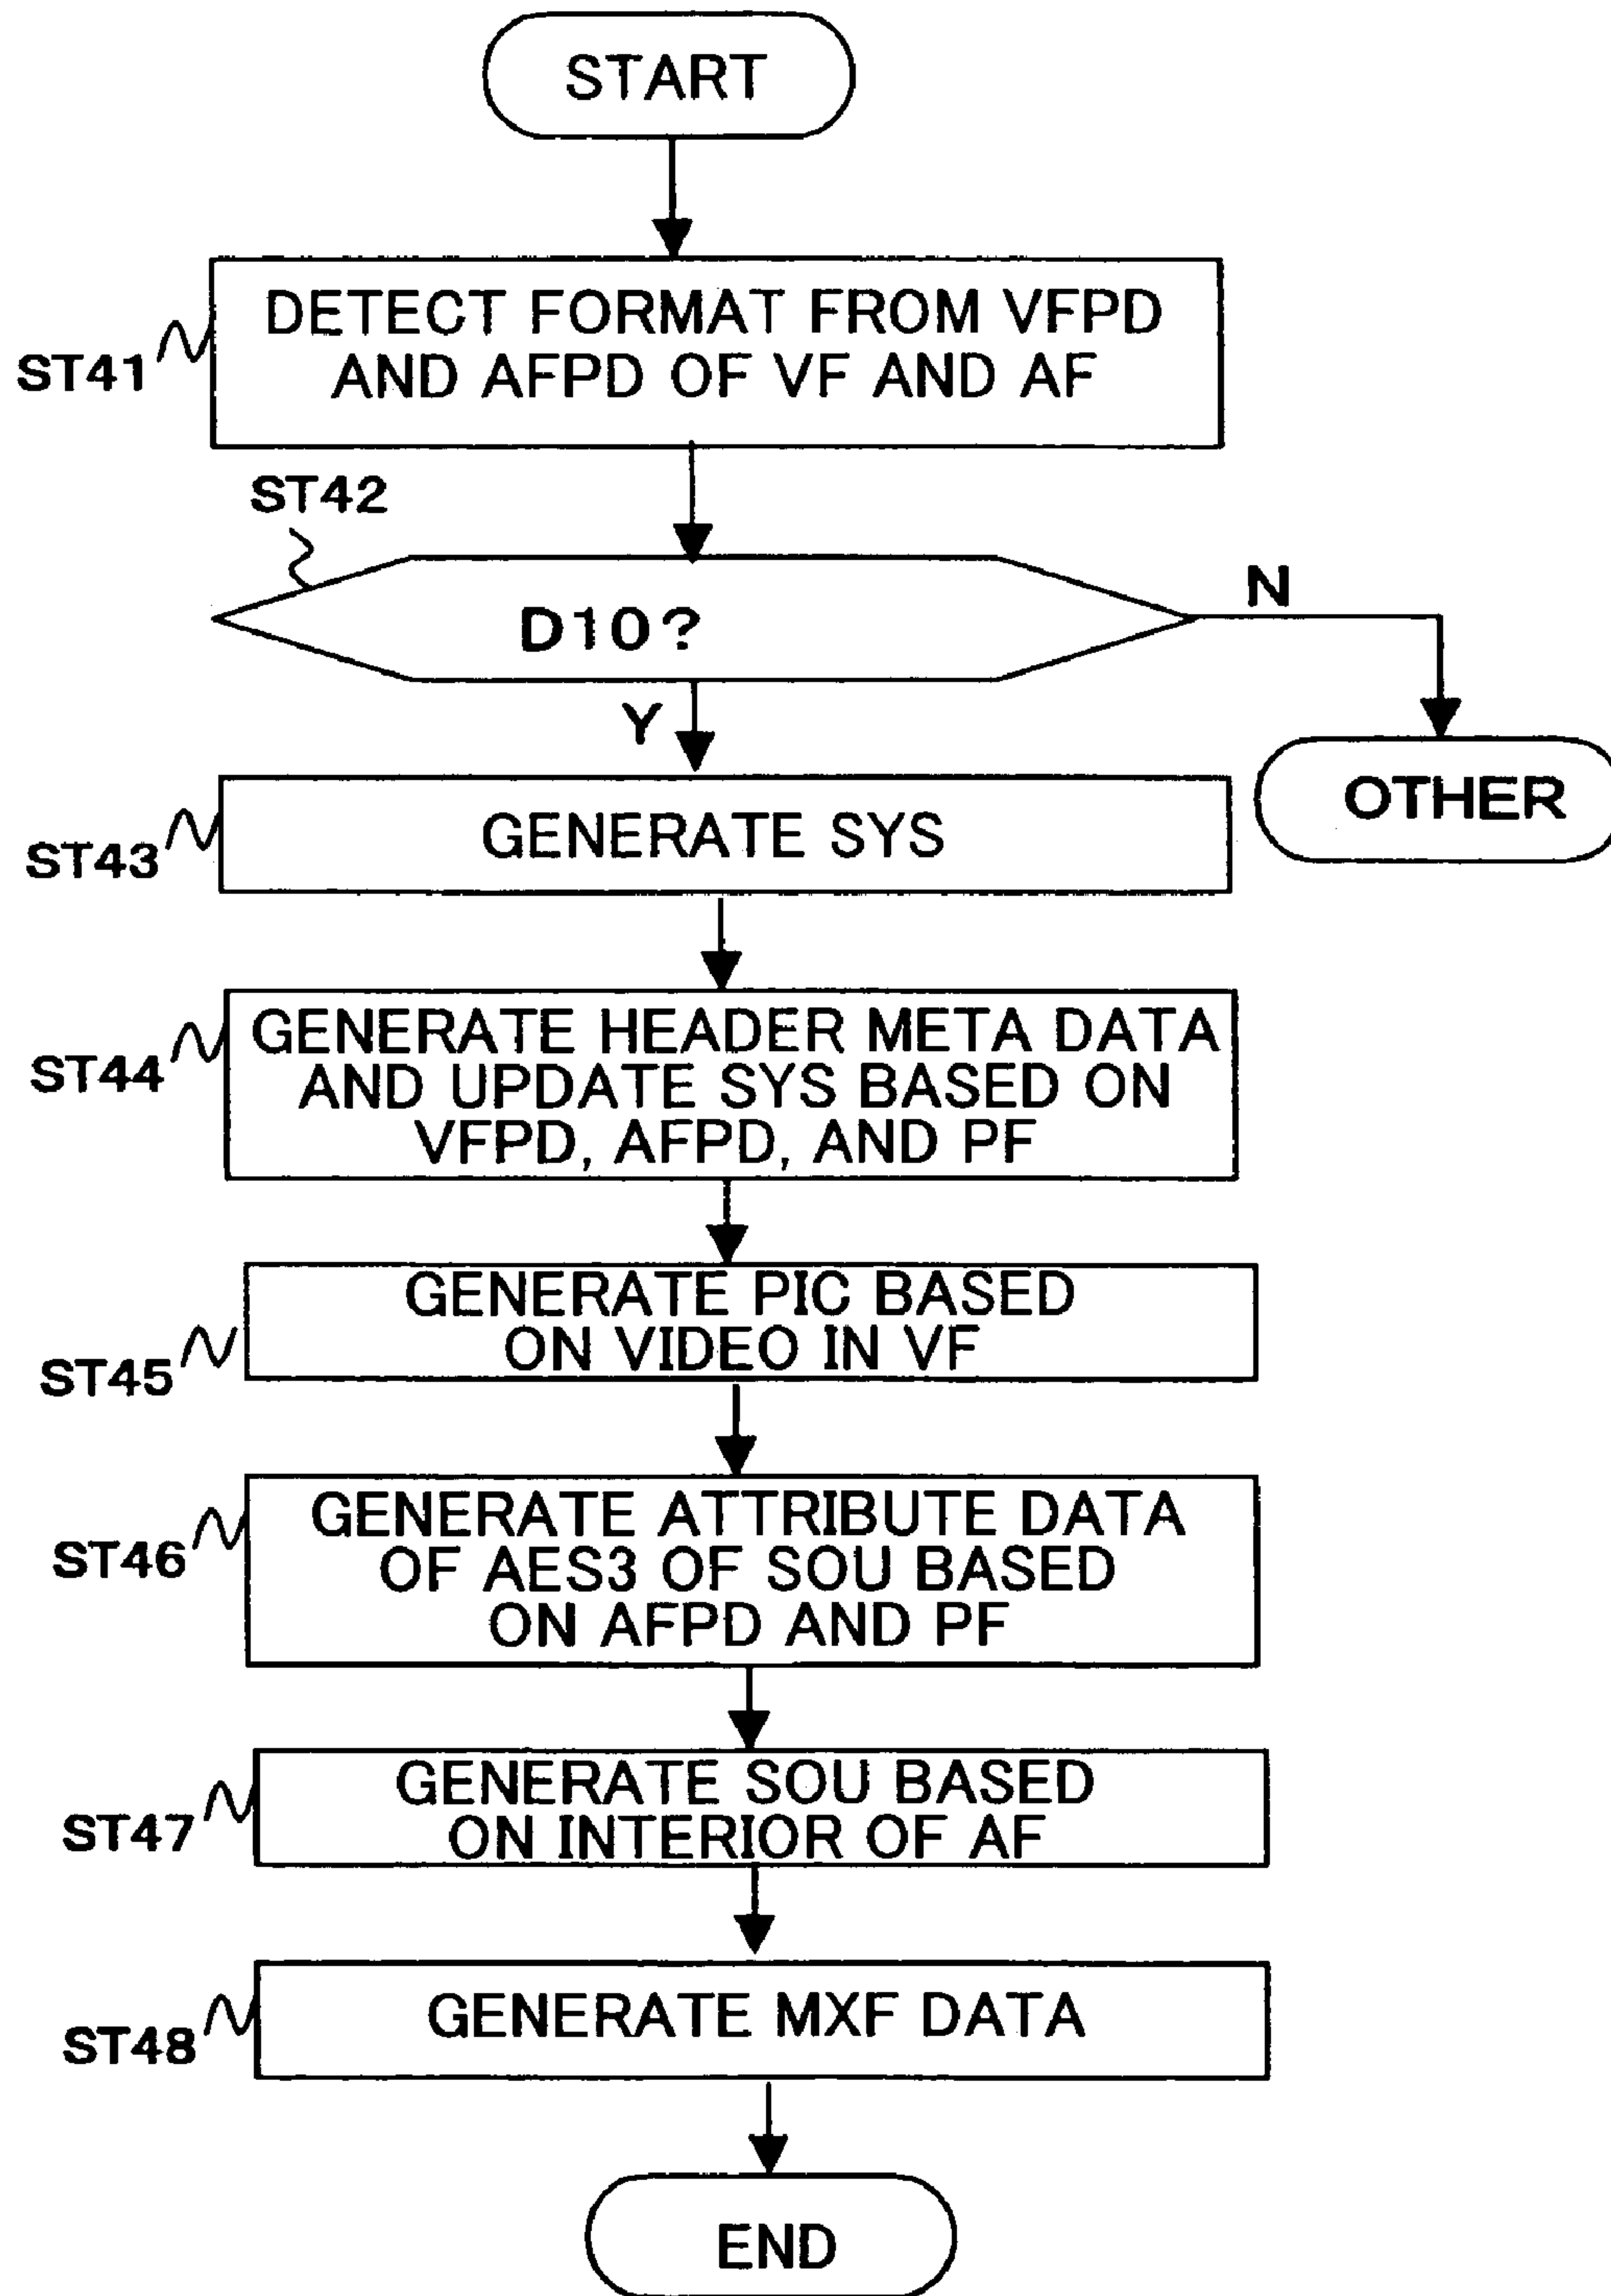 START
DETECT FORMAT FROM VFPD
AND AFPD OF VF AND AF
ST41
ST42
D10?
N
Y
OTHER
GENERATE SYS
ST43
GENERATE HEADER META DATA
AND UPDATE SYS BASED ON
VFPD, AFPD, AND PF
ST44
GENERATE PIC BASED
ON VIDEO IN VF
ST45
GENERATE ATTRIBUTE DATA
OF AES3 OF SOU BASED
ON AFPD AND PF
ST46
GENERATE SOU BASED
ON INTERIOR OF AF
ST47
GENERATE MXF DATA
ST48
END